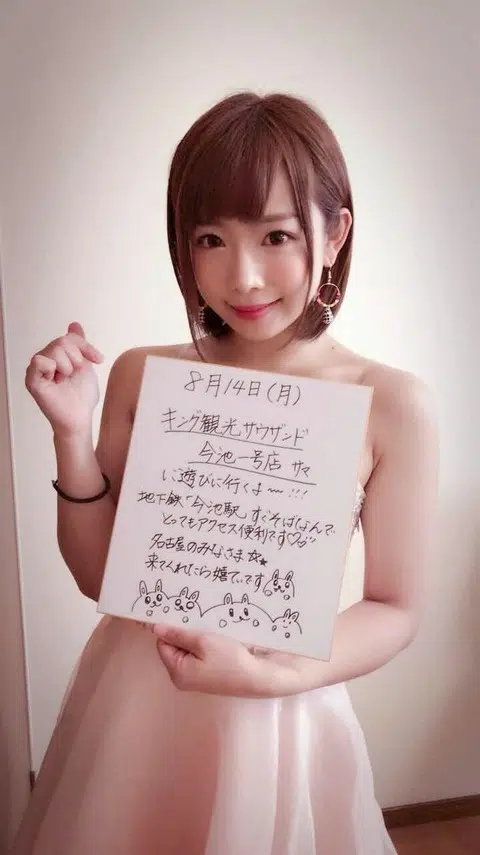 8月14日(月)
キング観光サウザンド
今池一号店 サマ
に遊びに行くよ〜!!!
地下鉄「今池駅」すぐそばなんで
とってもアクセス便利です♡
名古屋のみなさま☆★
来てくれたら嬉しいです